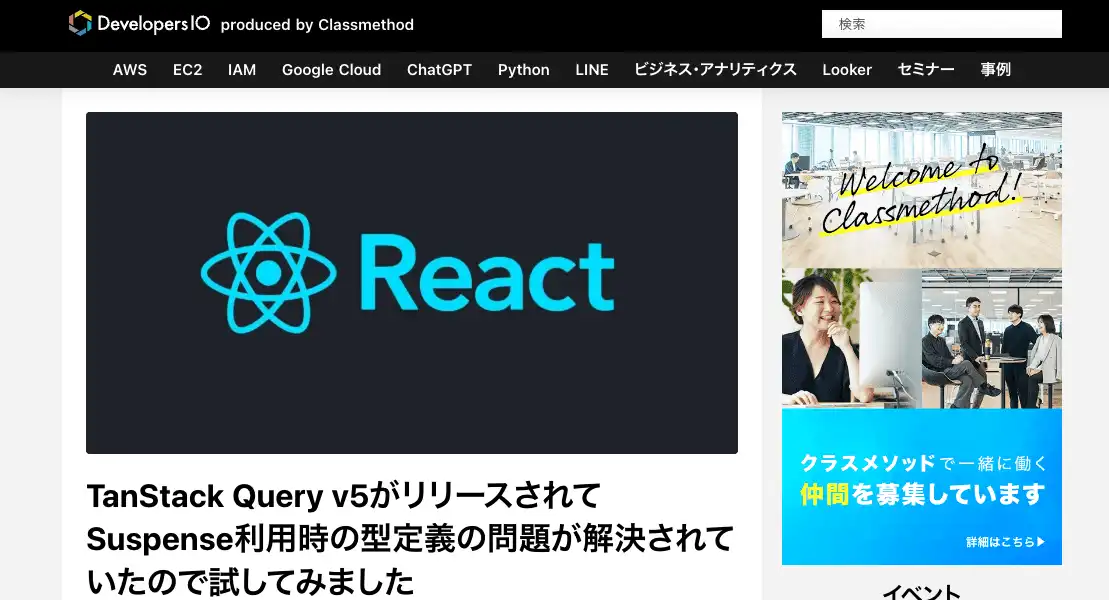 DevelopersIO produced by Classmethod
検索
AWS EC2 IAM Google Cloud ChatGPT Python LINE ビジネス・アナリティクス Looker セミナー 事例
React
TanStack Query v5がリリースされて
Suspense利用時の型定義の問題が解決されて
いたので試してみました
Welcome to
Classmethod!
クラスメソッドで一緒に働く
仲間を募集しています
詳細はこちら▶
イベント